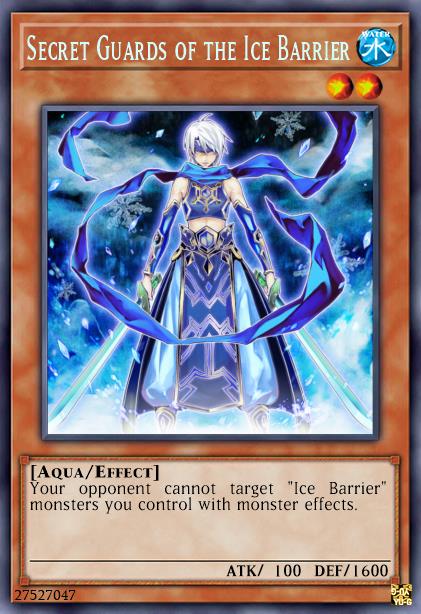 Secret Guards of the Ice Barrier
WATER
水
[Aqua/Effect]
Your opponent cannot target "Ice Barrier"
monsters you control with monster effects.
ATK/ 100 DEF/1600
27527047